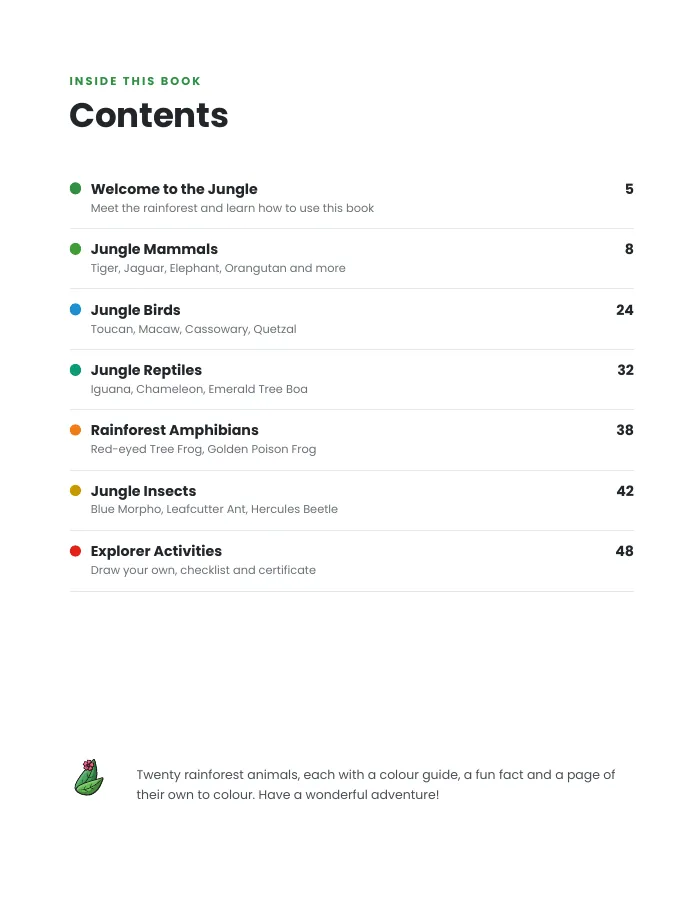 INSIDE THIS BOOK
Contents
Welcome to the Jungle 5
Meet the rainforest and learn how to use this book
Jungle Mammals 8
Tiger, Jaguar, Elephant, Orangutan and more
Jungle Birds 24
Toucan, Macaw, Cassowary, Quetzal
Jungle Reptiles 32
Iguana, Chameleon, Emerald Tree Boa
Rainforest Amphibians 38
Red-eyed Tree Frog, Golden Poison Frog
Jungle Insects 42
Blue Morpho, Leafcutter Ant, Hercules Beetle
Explorer Activities 48
Draw your own, checklist and certificate
Twenty rainforest animals, each with a colour guide, a fun fact and a page of
their own to colour. Have a wonderful adventure!